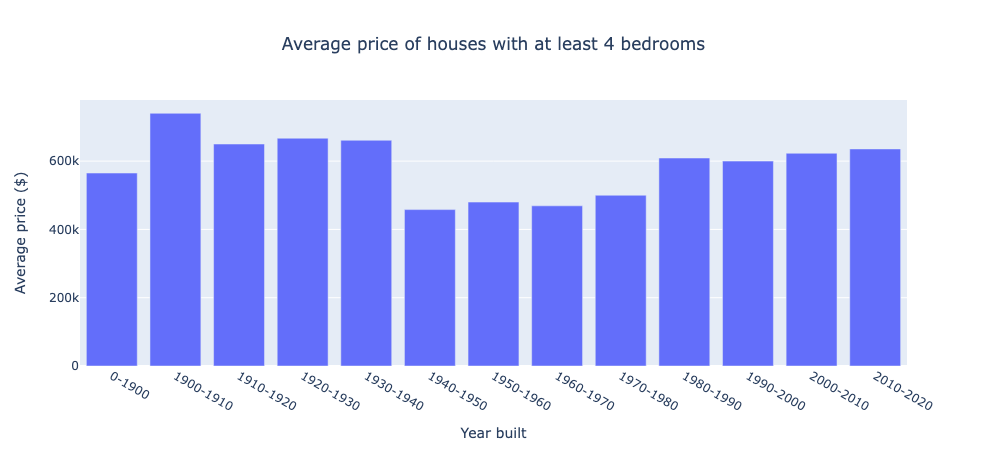 Average price of houses with at least 4 bedrooms
Average price ($)
600k
400k
200k
0
0-1900
1900-1910
1910-1920
1920-1930
1930-1940
1940-1950
1950-1960
1960-1970
1970-1980
1980-1990
1990-2000
2000-2010
2010-2020
Year built